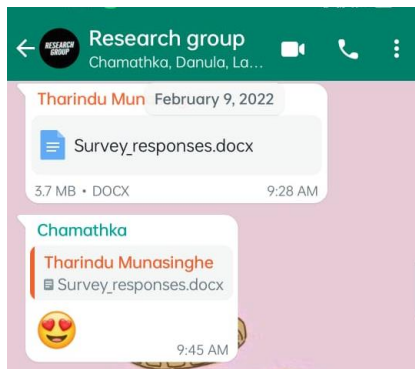 RESEARCH
GROUP
Research group
Chamathka, Danula, La...
Tharindu Mun
February 9, 2022
Survey_responses.docx
3.7 MB • DOCX
9:28 AM
Chamathka
Tharindu Munasinghe
Survey_responses.docx
9:45 AM